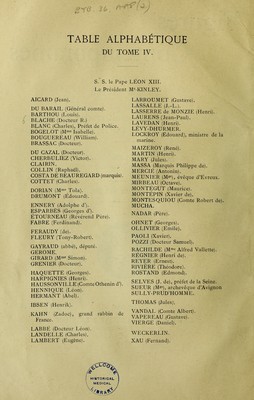 TABLE ALPHABÉTIQUE
DU TOME IV.
S. S. le Pape LÉON XIII.
Le Président Mc KINLEY.
AICARD (Jean).
DU BARAIL (Général comte).
BARTHOU (Louis).
BLACHE (Docteur R.)
BLANC (Charles), Préfet de Police.
BOGELOT (Mme Isabelle).
BOUGUEREAU (William)
BROSSAC (Docteur).
DU CAZAL (Docteur).
CHERBULIEZ (Victor).
CLAIRIN.
COLLIN (Raphaël).
COSTA DE BEAUREGARD (marquis).
COTTET (Charles).
DORIAN (Mme Tola).
DRUMONT (Édouard).
ENNERY (Adolphe d').
ESPARBÈS (Georges d').
ÉTOURNEAU (Révérend Père).
FABRE (Ferdinand).
FERAUDY (de).
FLEURY (Tony-Robert).
GAYRAUD (abbé), député.
GEROME.
GIRARD (Mme Simon).
GRENIER (Docteur).
HAQUETTE (Georges).
HARPIGNIES (Henri).
HAUSSONVILLE (Comte Othenin d').
HENNIQUE (Léon)
HERMANT (Abel).
IBSEN (Henrik).
KAHN (Zadoc), grand rabbin de
France.
LABBÉ (Docteur Léon).
LANDELLE (Charles).
LAMBERT (Eugène).
LARROUMET (Gustave).
LASSALLE (J.-L.).
LASSERRE DE MONZIE (Henri).
LAURENS (Jean-Paul).
LAVEDAN (Henri).
LEVY-DHURMER.
LOCKROY (Edouard), ministre de la
marine.
MAIZEROY (René).
MARTIN (Henri).
MARY (Jules).
MASSA (Marquis Philippe de).
MERCIÉ (Antonin).
MEUNIER (Mgr), évêque d'Evreux.
MIRBEAU (Octave).
MONTÉGUT (Maurice).
MONTÉPIN (Xavier de).
MONTESQUIOU (Comte Robert de).
MUCHA.
NADAR (Père).
OHNET (Georges).
OLLIVIER (Emile).
PAOLI (Xavier).
POZZI (Docteur Samuel).
RACHILDE (Mme Alfred Vallette).
RÉGNIER (Henri de).
REYER (Ernest).
RIVIÈRE (Théodore).
ROSTAND (Edmond).
SELVES (J. de), préfet de la Seine.
SUEUR (Mgr), archevêque d'Avignon
SULLY-PRUDHOMME.
THOMAS (Jules).
VANDAL (Comte Albert)
VAPEREAU (Gustave)
VIERGE (Daniel).
WECKERLIN.
XAU (Fernand).
WELLCOME
HISTORICAL
MEDICAL
LIBRARY